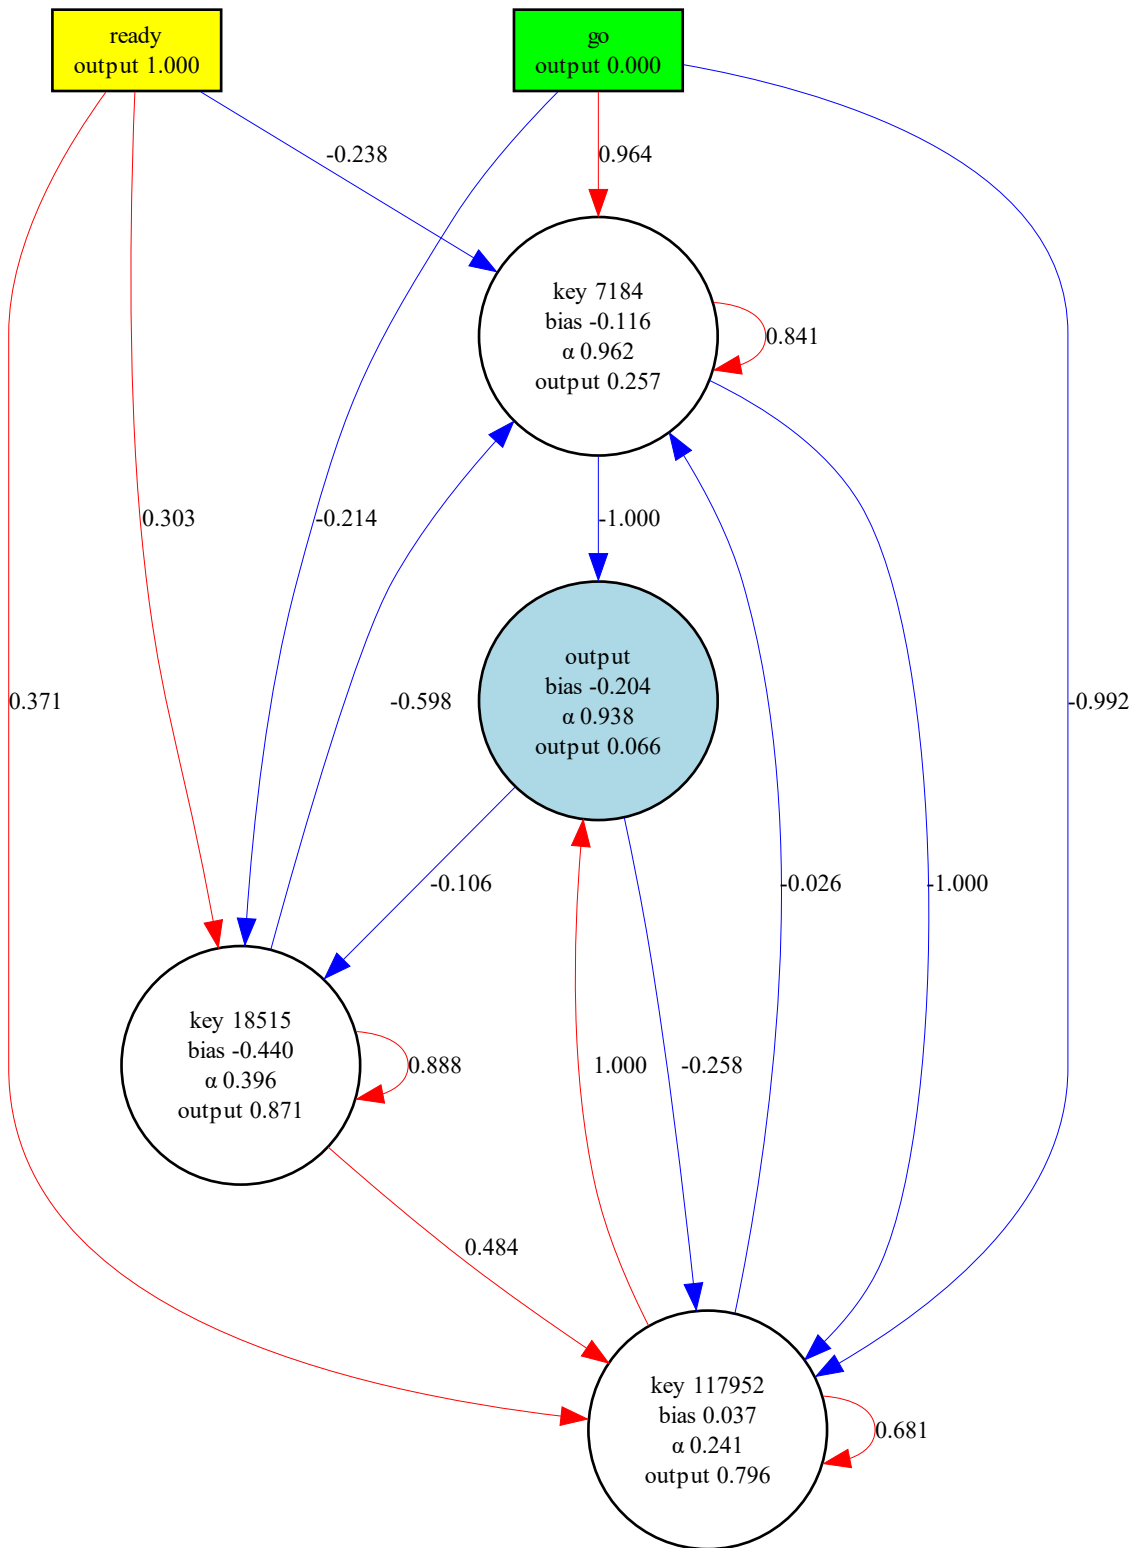 ready
output 1.000
go
output 0.000
-0.238
0.964
key 7184
bias -0.116
α 0.962
output 0.257
0.841
0.303
-0.214
-1.000
output
bias -0.204
α 0.938
output 0.066
0.371
-0.598
-0.992
-0.106
-0.026
-1.000
key 18515
bias -0.440
α 0.396
output 0.871
0.888
1.000
-0.258
0.484
key 117952
bias 0.037
α 0.241
output 0.796
0.681